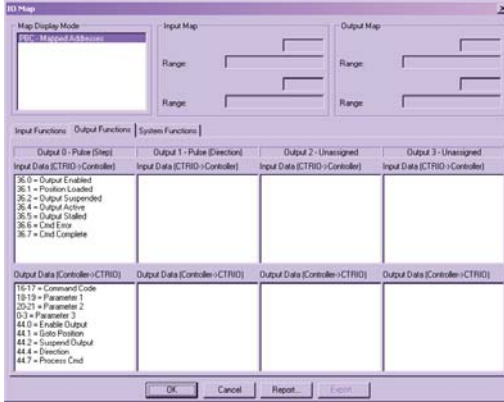 IO Map
Map Display Mode
PBC - Mapped Addresses
Input Map
Range:
Range:
Output Map
Range:
Range:
Input Functions
Output Functions
System Functions
Output 0 - Pulse (Step)
Output 1 - Pulse (Direction)
Output 2 - Unassigned
Output 3 - Unassigned
Input Data (CTRIO->Controller)
Input Data (CTRIO->Controller)
Input Data (CTRIO->Controller)
Input Data (CTRIO->Controller)
36.0 = Output Enabled
36.1 = Position Loaded
36.2 = Output Suspended
36.4 = Output Active
36.5 = Output Stalled
36.6 = Cmd Error
36.7 = Cmd Complete
Output Data (Controller->CTRIO)
Output Data (Controller->CTRIO)
Output Data (Controller->CTRIO)
Output Data (Controller->CTRIO)
16-17 = Command Code
18-19 = Parameter 1
20-21 = Parameter 2
0-3 = Parameter 3
44.0 = Enable Output
44.1 = Goto Position
44.2 = Suspend Output
44.4 = Direction
44.7 = Process Cmd
OK
Cancel
Report...
Export